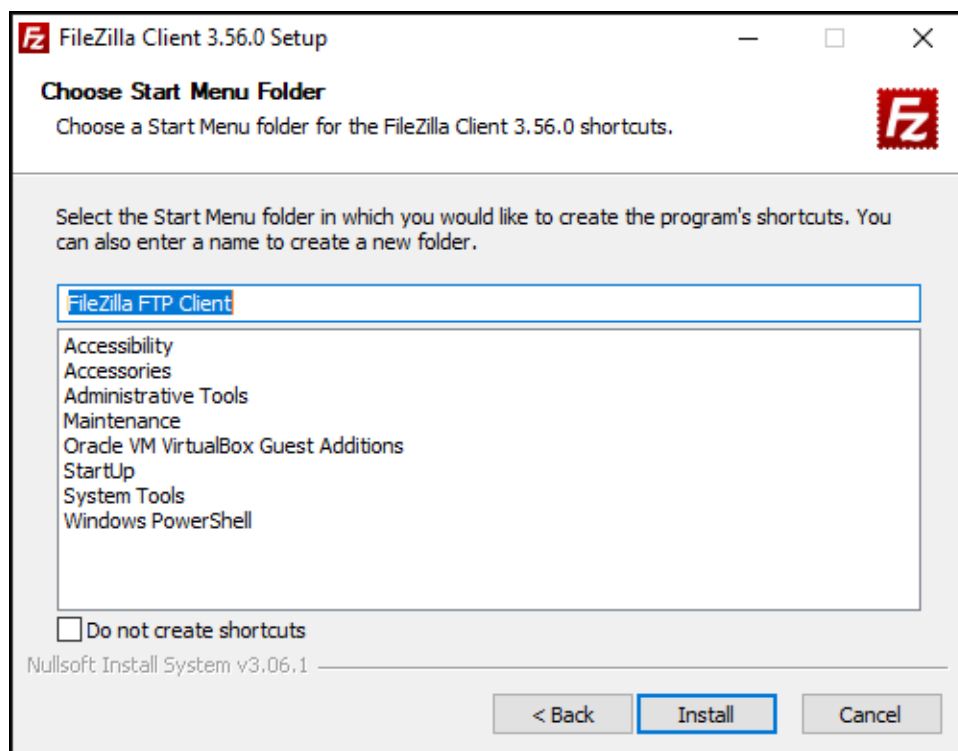 FileZilla Client 3.56.0 Setup
Choose Start Menu Folder
Choose a Start Menu folder for the FileZilla Client 3.56.0 shortcuts.
Select the Start Menu folder in which you would like to create the program's shortcuts. You
can also enter a name to create a new folder.
FileZilla FTP Client
Accessibility
Accessories
Administrative Tools
Maintenance
Oracle VM VirtualBox Guest Additions
StartUp
System Tools
Windows PowerShell
Do not create shortcuts
Nullsoft Install System v3.06.1
< Back
Install
Cancel